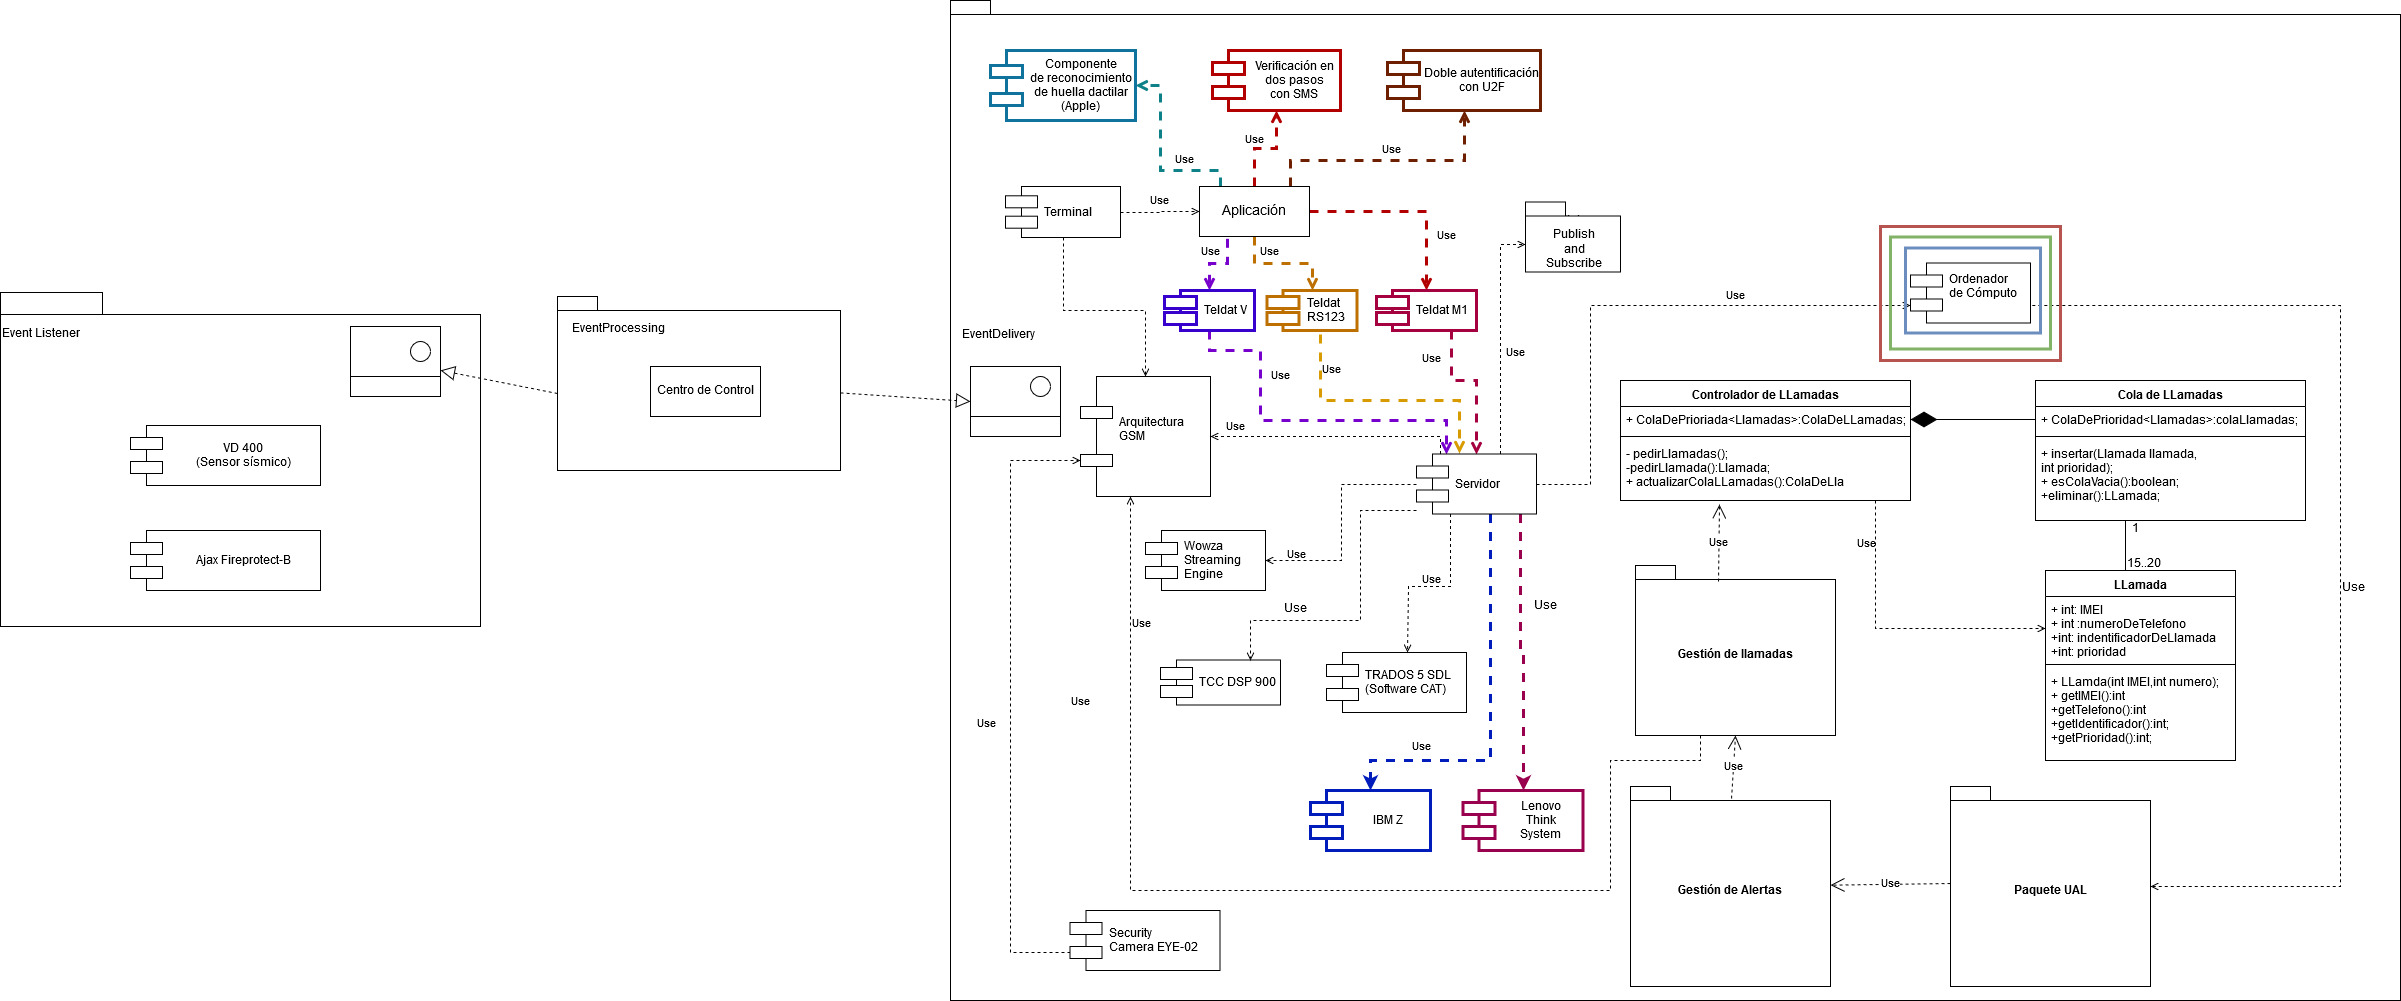 Componente
de reconocimiento
de huella dactilar
(Apple)
Verificación en
dos pasos
con SMS
Doble autentificación
con U2F
Use
Use
Use
Terminal
Use
Aplicación
Use
Use
Use
Publish
and
Subscribe
Ordenador
de Cómputo
Use
Teldat V
Teldat
RS123
Teldat M1
Event Listener
EventProcessing
EventDelivery
Centro de Control
Use
Use
Use
Use
VD 400
(Sensor sísmico)
Ajax Fireprotect-B
Arquitectura
GSM
Use
Servidor
Controlador de LLamadas
+ ColaDePrioriada<Llamadas>:ColaDeLLamadas;
- pedirLlamadas();
-pedirLlamada():Llamada;
+ actualizarColaLLamadas():ColaDeLla
Cola de LLamadas
+ ColaDePrioridad<Llamadas>:colaLlamadas;
+ insertar(Llamada llamada,
int prioridad);
+ esColaVacia():boolean;
+eliminar():LLamada;
1
15..20
Use
Use
Wowza
Streaming
Engine
Use
Use
Use
Use
Use
Use
LLamada
+ int: IMEI
+ int :numeroDeTelefono
+int: indentificadorDeLlamada
+int: prioridad
+ LLamda(int IMEI,int numero);
+ getIMEI():int
+getTelefono():int
+getIdentificador():int;
+getPrioridad():int;
Gestión de llamadas
TCC DSP 900
TRADOS 5 SDL
(Software CAT)
Use
Use
Use
Use
IBM Z
Lenovo
Think
System
Gestión de Alertas
Use
Paquete UAL
Security
Camera EYE-02